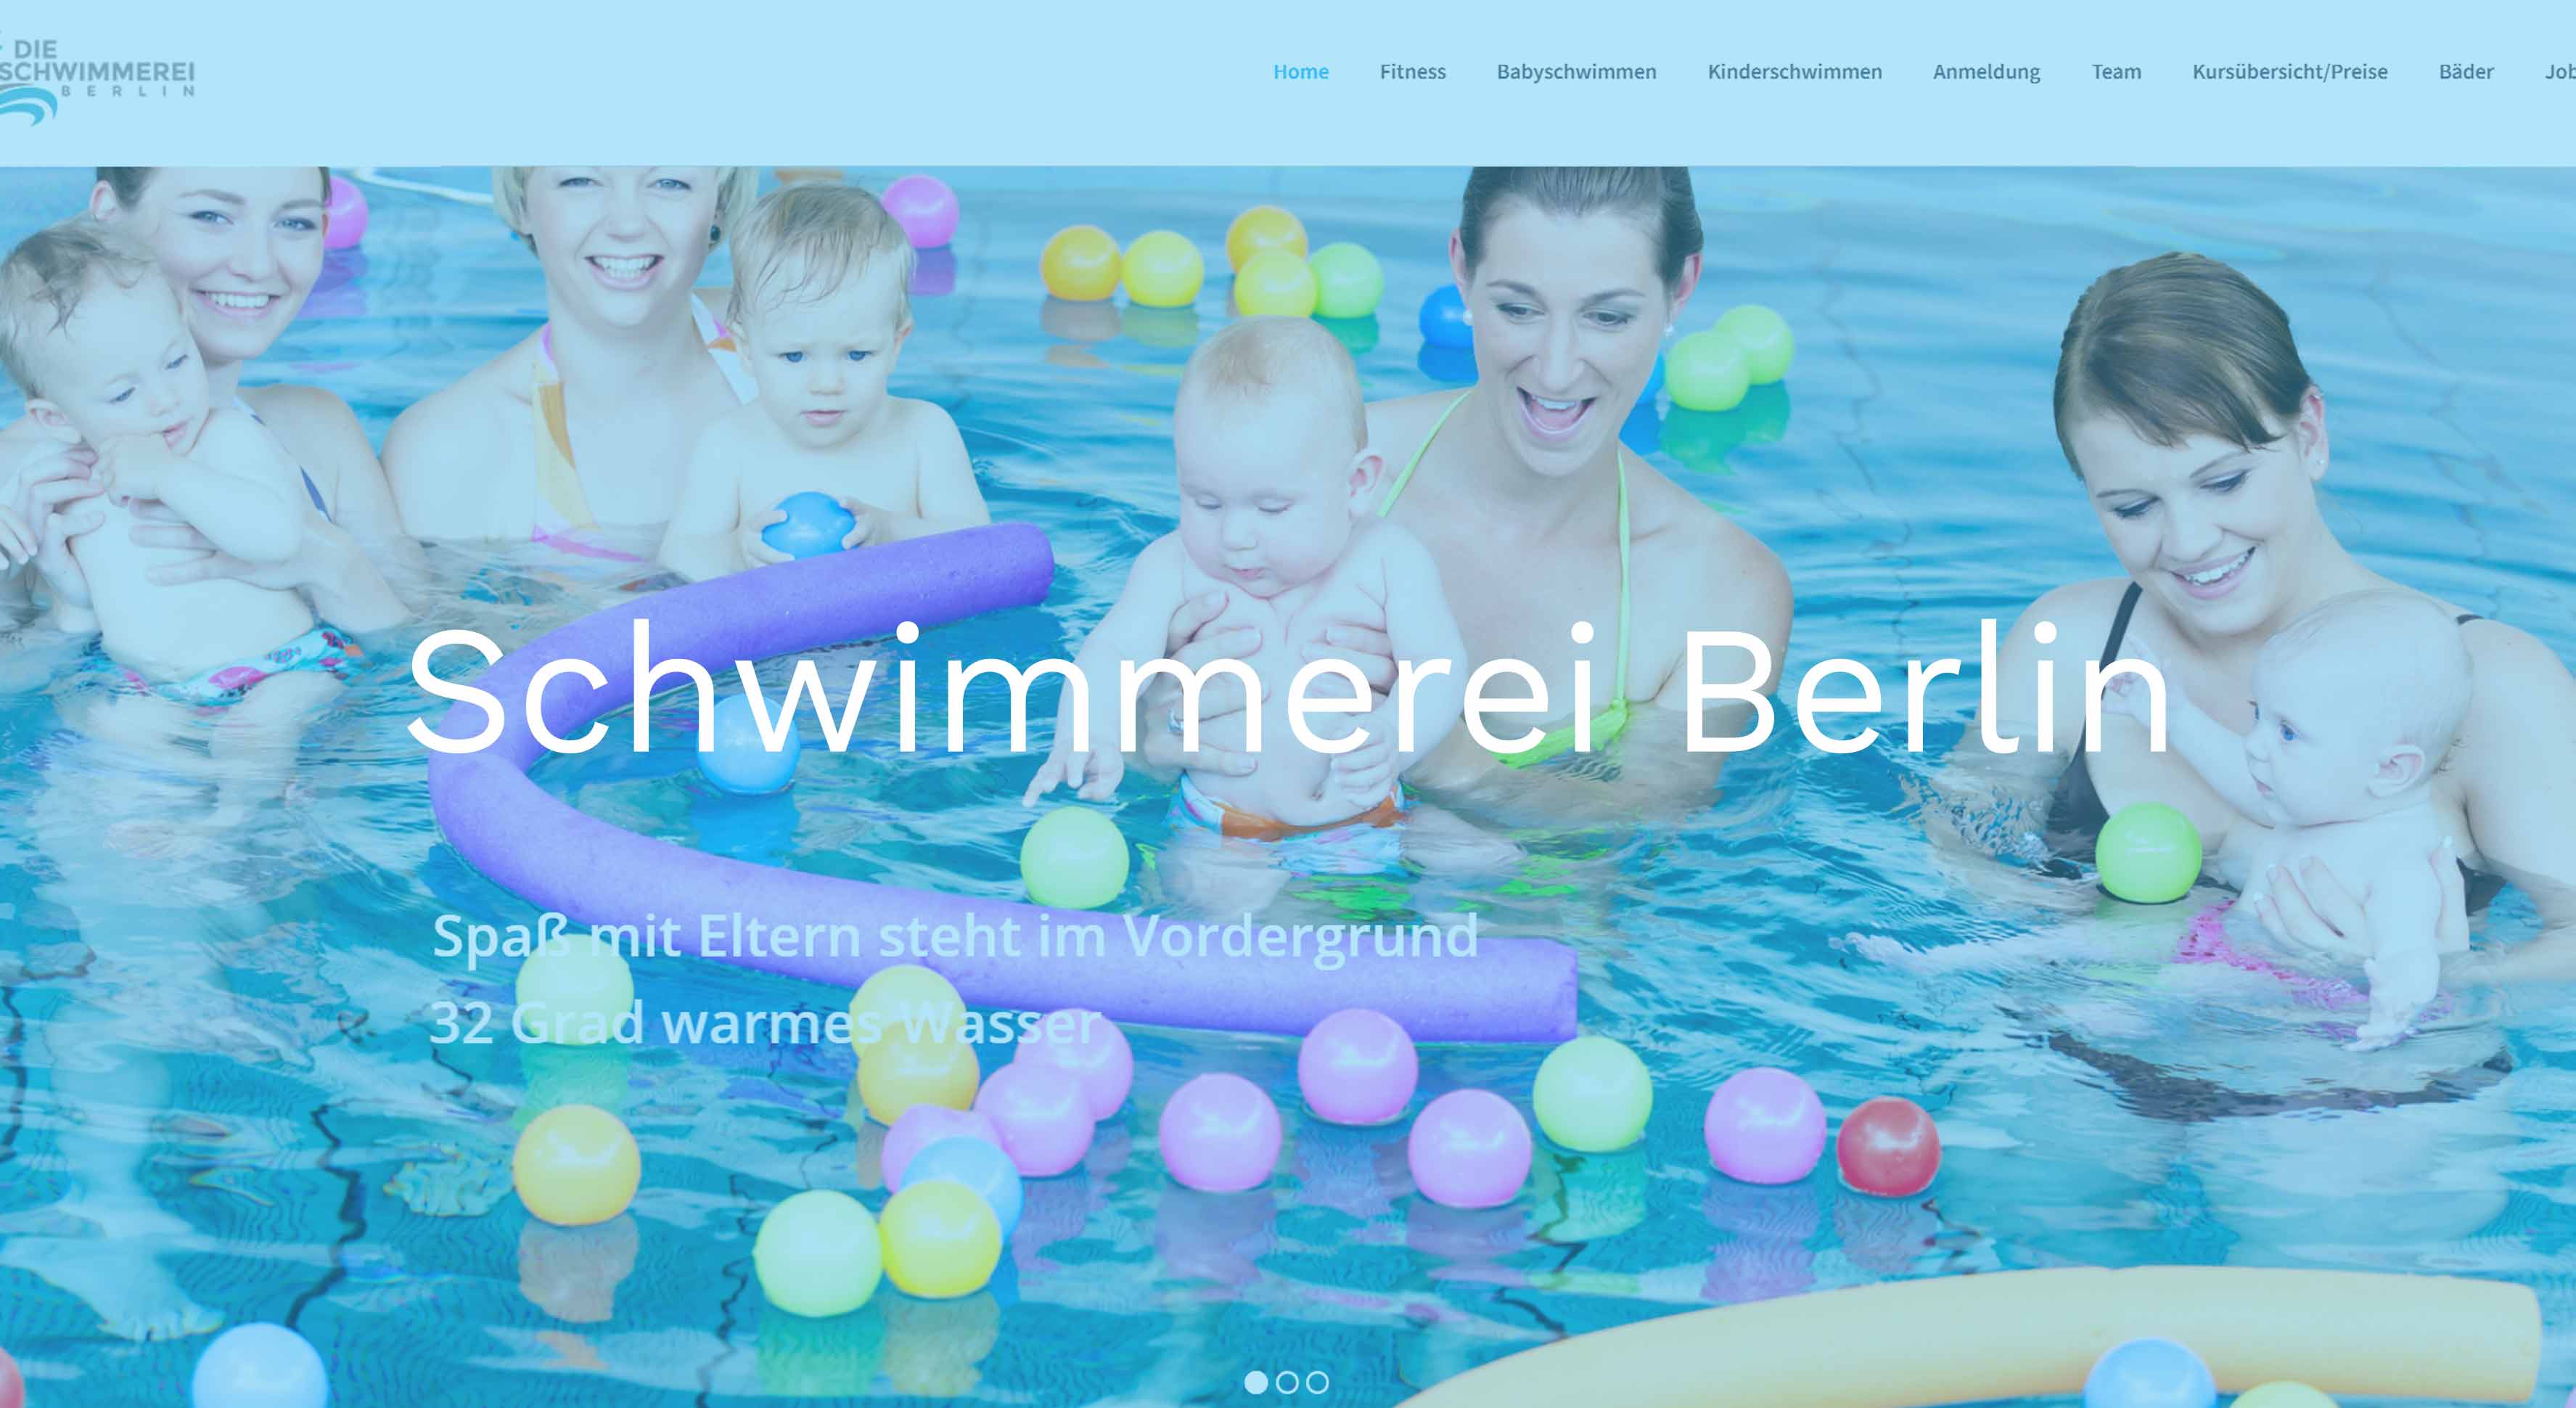 DIE
SCHWIMMEREI
BERLIN
Home Fitness Babyschwimmen Kinderschwimmen Anmeldung Team Kursübersicht/Preise Bäder
Schwimmerei Berlin
Spaß mit Eltern steht im Vordergrund
32 Grad warmes Wasser